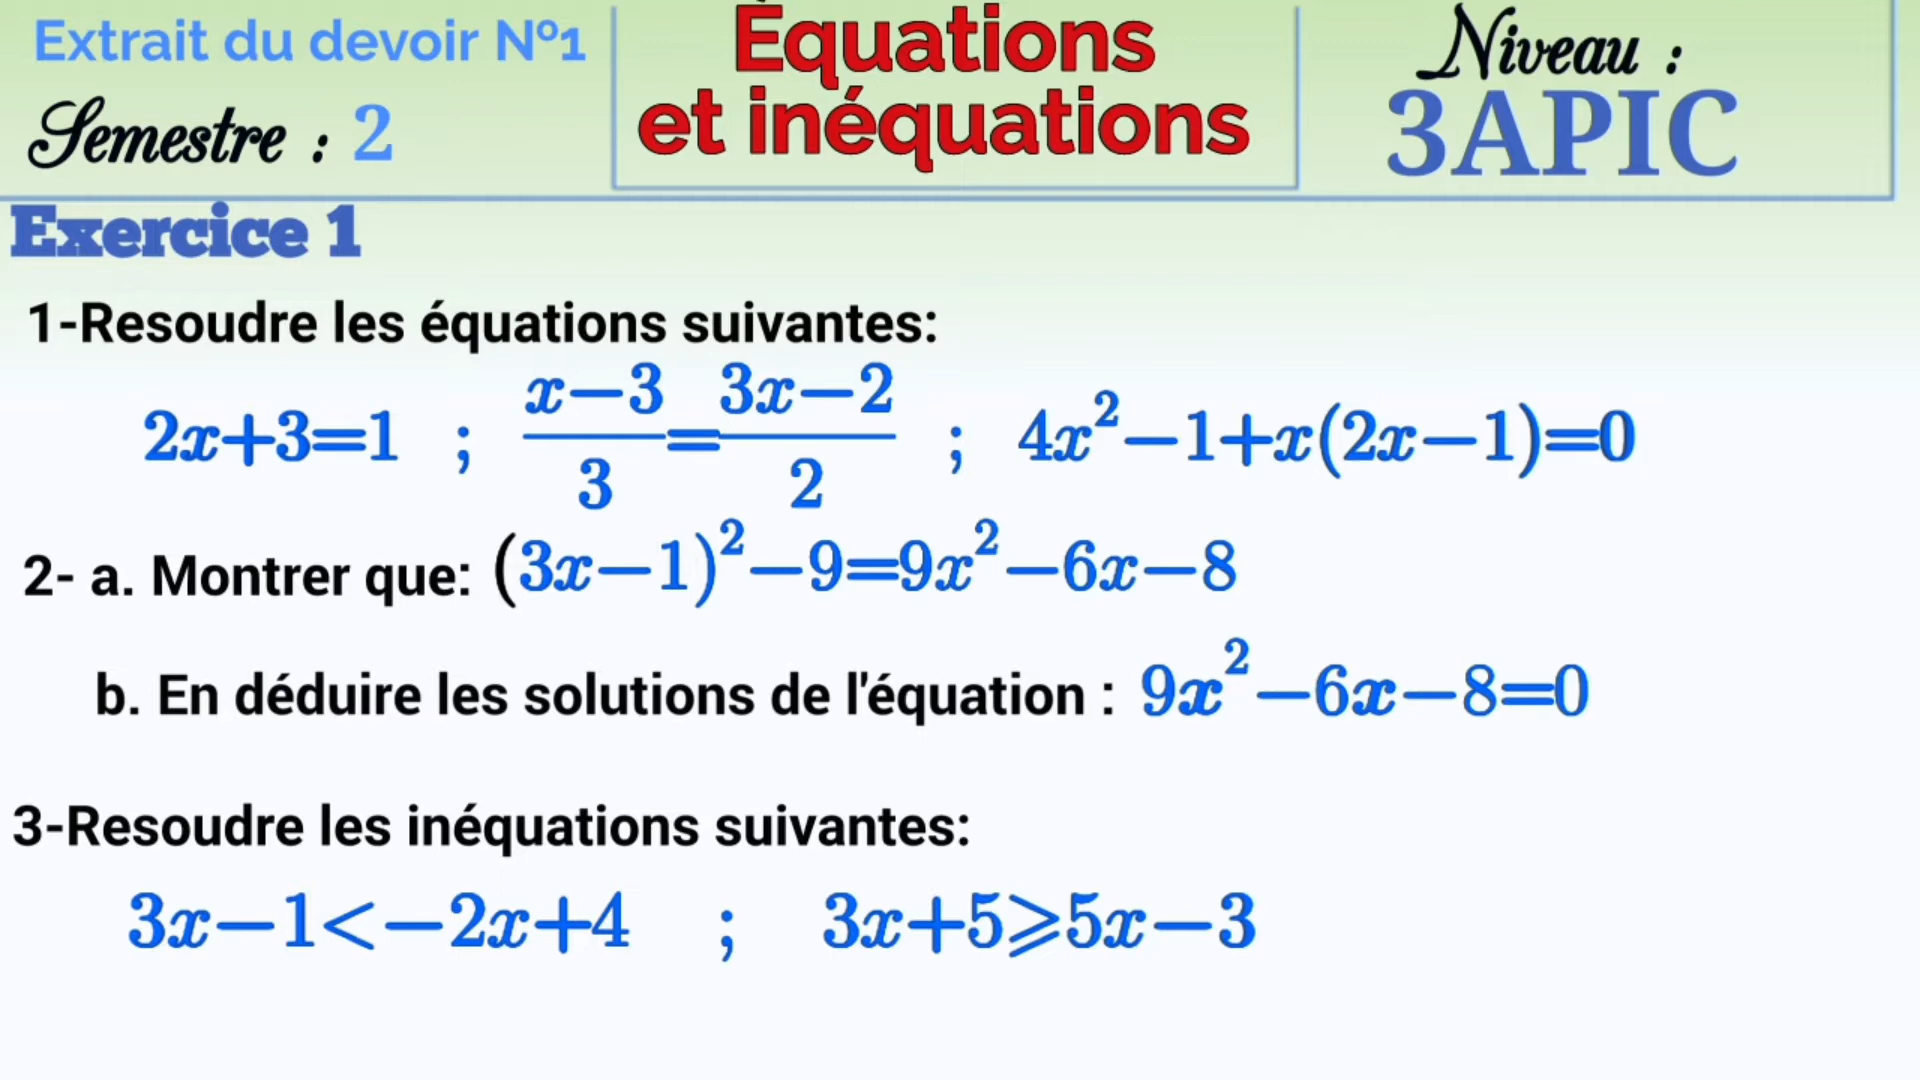 Extrait du devoir N°1
Semestre : 2
Équations
et inéquations
Niveau :
3APIC
Exercice 1
1-Resoudre les équations suivantes:
2x+3=1 ; (x−3)/3=(3x−2)/2 ; 4x²−1+x(2x−1)=0
2- a. Montrer que: (3x−1)²−9=9x²−6x−8
b. En déduire les solutions de l'équation : 9x²−6x−8=0
3-Resoudre les inéquations suivantes:
3x−1<−2x+4 ; 3x+5⩾5x−3